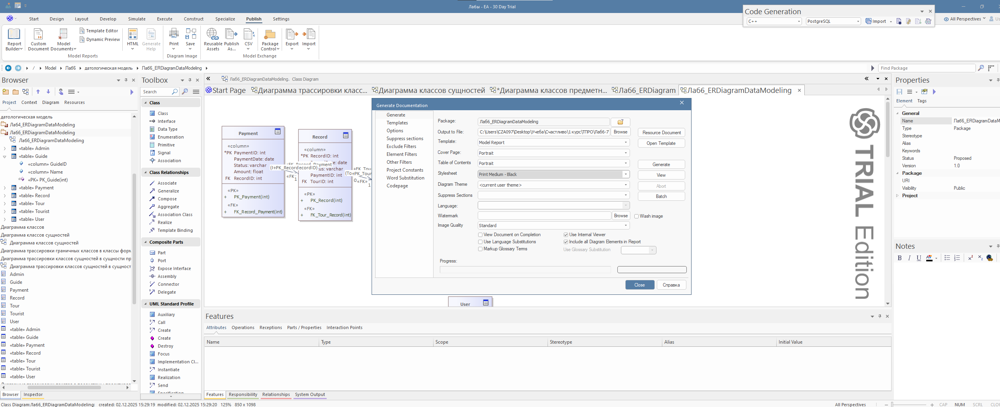 Лабы - EA - 30 Day Trial
Code Generation
C++
PostgreSQL
Import
All Perspectives
Start Design Layout Develop Simulate Execute Construct Specialize Publish Settings
Report Builder
Custom Document
Model Documents
Template Editor
Dynamic Preview
HTML
Generate Help
Print
Save
Reusable Assets
Publish As...
CSV
Package Control
Export
Import
Model Reports
Diagram Image
Model Exchange
/ Model Лаб6 датологическая модель Лаб6_ERDiagramDataModeling
Find Package
Browser
Project Context Diagram Resources
датологическая модель
Лаб4_ERDiagramDataModeling
Лаб6_ERDiagramDataModeling
Лаб6_ERDiagramDataModeling
«table» Admin
«table» Guide
«column» GuideID
«column» Name
«PK» PK_Guide(int)
«table» Payment
«table» Record
«table» Tour
«table» Tourist
«table» User
Диаграмма классов
Диаграмма классов сущностей
Диаграмма классов сущностей
Диаграмма трассировки граничных классов в классы форм
Диаграмма трассировки классов сущностей в сущности пр
Диаграмма трассировки классов сущностей в сущност
Admin
Guide
Payment
Record
Tour
Tourist
User
«table» Admin
«table» Guide
«table» Payment
«table» Record
«table» Tour
«table» Tourist
«table» User
Browser Inspector
Toolbox
Search
Class
Class
Interface
Data Type
Enumeration
Primitive
Signal
Association
Class Relationships
Associate
Generalize
Compose
Aggregate
Association Class
Realize
Template Binding
Composite Parts
Part
Port
Expose Interface
Assembly
Connector
Delegate
UML Standard Profile
Auxiliary
Call
Create
Create
Destroy
Focus
Implementation Cl...
Instantiate
Realization
Send
Specification
Лаб6_ERDiagramDataModeling. Class Diagram
Start Page
Диаграмма трассировки класс...
Диаграмма классов сущностей
*Диаграмма классов предметн...
Лаб6_ERDiagram
Лаб6_ERDiagramDataModeling
Payment
«column»
*PK PaymentID: int
PaymentDate: date
Status: varchar
Amount: float
FK RecordID: int
«PK»
+ PK_Payment(int)
«FK»
+ FK_Record_Payment(int)
Record
«column»
*PK RecordID: int
PaymentID: int
FK TourID: int
«PK»
+ PK_Record(int)
«FK»
+ FK_Tour_Record(int)
+PK_Record
«FK»
1
+FK_Tou
+PK_Tour
0 «FK»
1
User
TRIAL Edition
Generate Documentation
Generate
Templates
Options
Suppress sections
Exclude Filters
Element Filters
Other Filters
Project Constants
Word Substitution
Codepage
Package: Лаб6_ERDiagramDataModeling
Output to File: C:\Users\CZA097\Desktop\Учеба\Счастливо\1 курс\ТПРО\Лаб6-7 Browse
Template: Model Report
Cover Page: Portrait
Table of Contents Portrait
Stylesheet Print Medium - Black
Diagram Theme <current user theme>
Suppress Sections
Language:
Watermark Browse Wash image
Image Quality Standard
View Document on Completion Use Internal Viewer
Use Language Substitutions Include all Diagram Elements in Report
Markup Glossary Terms Use Glossary Substitution
Progress:
Resource Document
Open Template
Generate
View
Abort
Batch
Close Справка
Features
Attributes Operations Receptions Parts / Properties Interaction Points
Name Type Scope Stereotype Alias Initial Value
Features Responsibility Relationships System Output
Properties
Element Tags
General
Name Лаб6_ERDiagramDataM
Type Package
Stereotype
Alias
Keywords
Status Proposed
Version 1.0
Package
URI
Visibility Public
Project
Notes
B I U
Class Diagram:Лаб6_ERDiagramDataModeling: created: 02.12.2025 15:29:19 modified: 02.12.2025 15:29:20 125% 850 x 1098
All Perspectives CAP NUM SCRL CLOU